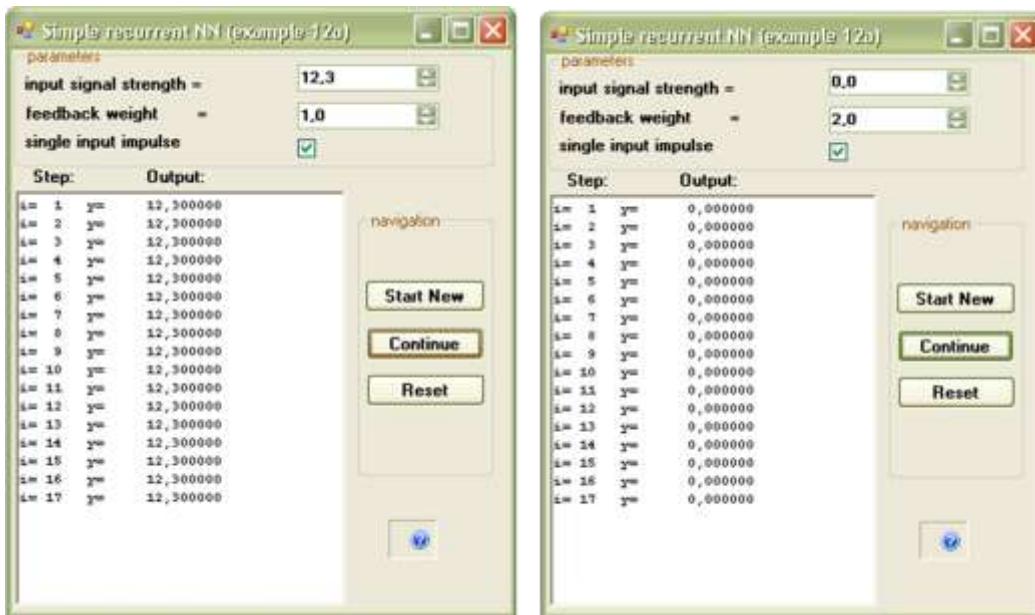 Simple recurrent NN (example 12a)
parameters
input signal strength = 12,3
feedback weight = 1,0
single input impulse
Step: Output:
i= 1 y= 12,300000
i= 2 y= 12,300000
i= 3 y= 12,300000
i= 4 y= 12,300000
i= 5 y= 12,300000
i= 6 y= 12,300000
i= 7 y= 12,300000
i= 8 y= 12,300000
i= 9 y= 12,300000
i= 10 y= 12,300000
i= 11 y= 12,300000
i= 12 y= 12,300000
i= 13 y= 12,300000
i= 14 y= 12,300000
i= 15 y= 12,300000
i= 16 y= 12,300000
i= 17 y= 12,300000
navigation
Start New
Continue
Reset
Simple recurrent NN (example 12a)
parameters
input signal strength = 0,0
feedback weight = 2,0
single input impulse
Step: Output:
i= 1 y= 0,000000
i= 2 y= 0,000000
i= 3 y= 0,000000
i= 4 y= 0,000000
i= 5 y= 0,000000
i= 6 y= 0,000000
i= 7 y= 0,000000
i= 8 y= 0,000000
i= 9 y= 0,000000
i= 10 y= 0,000000
i= 11 y= 0,000000
i= 12 y= 0,000000
i= 13 y= 0,000000
i= 14 y= 0,000000
i= 15 y= 0,000000
i= 16 y= 0,000000
i= 17 y= 0,000000
navigation
Start New
Continue
Reset